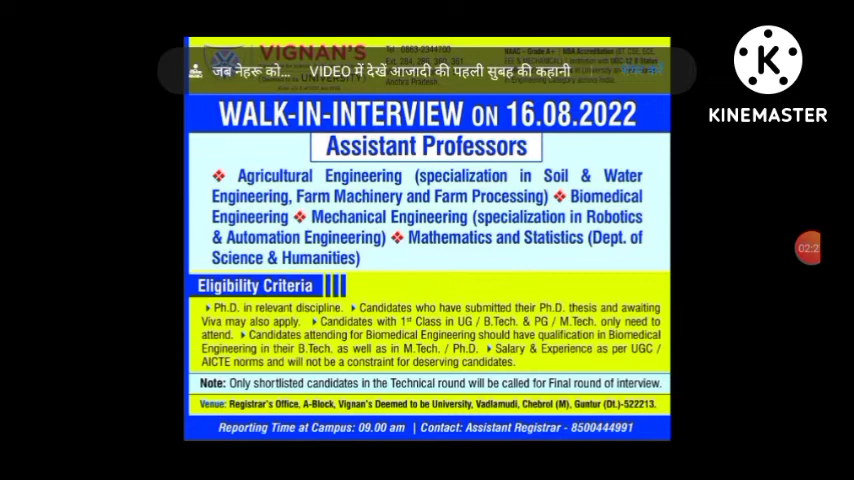 VIGNAN'S
Tel : 0863-2344700
जब नेहरू को... VIDEO में देखें आजादी की पहली सुबह की कहानी
Andhra Pradesh.
KINEMASTER
WALK-IN-INTERVIEW ON 16.08.2022
Assistant Professors
Agricultural Engineering (specialization in Soil & Water
Engineering, Farm Machinery and Farm Processing) ❖ Biomedical
Engineering ❖ Mechanical Engineering (specialization in Robotics
& Automation Engineering) ❖ Mathematics and Statistics (Dept. of
Science & Humanities)
02:2
Eligibility Criteria
Ph.D. in relevant discipline. Candidates who have submitted their Ph.D. thesis and awaiting
Viva may also apply. Candidates with 1st Class in UG / B.Tech. & PG / M.Tech. only need to
attend. Candidates attending for Biomedical Engineering should have qualification in Biomedical
Engineering in their B.Tech. as well as in M.Tech. / Ph.D. Salary & Experience as per UGC /
AICTE norms and will not be a constraint for deserving candidates.
Note: Only shortlisted candidates in the Technical round will be called for Final round of interview.
Venue: Registrar's Office, A-Block, Vignan's Deemed to be University, Vadlamudi, Chebrol (M), Guntur (Dt.)-522213.
Reporting Time at Campus: 09.00 am | Contact: Assistant Registrar - 8500444991